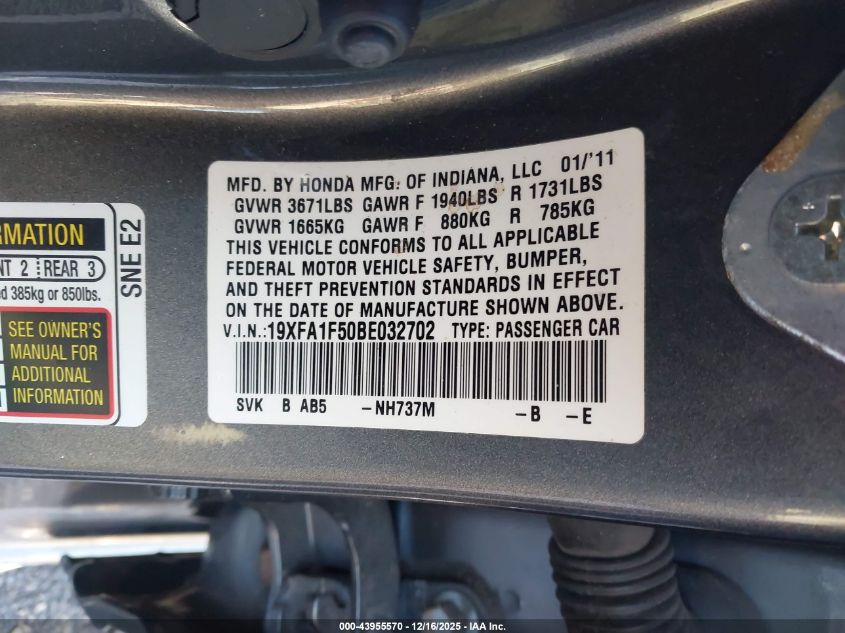 MFD. BY HONDA MFG. OF INDIANA, LLC 01/'11
GVWR 3671LBS GAWR F 1940LBS R 1731LBS
GVWR 1665KG GAWR F 880KG R 785KG
THIS VEHICLE CONFORMS TO ALL APPLICABLE
FEDERAL MOTOR VEHICLE SAFETY, BUMPER,
AND THEFT PREVENTION STANDARDS IN EFFECT
ON THE DATE OF MANUFACTURE SHOWN ABOVE.
V.I.N.:19XFA1F50BE032702 TYPE: PASSENGER CAR
SVK B AB5 -NH737M -B -E
REAR 3
385kg or 850lbs.
SEE OWNER'S
MANUAL FOR
ADDITIONAL
INFORMATION
SNE E2
000-43955570 - 12/16/2025 - IAA Inc.